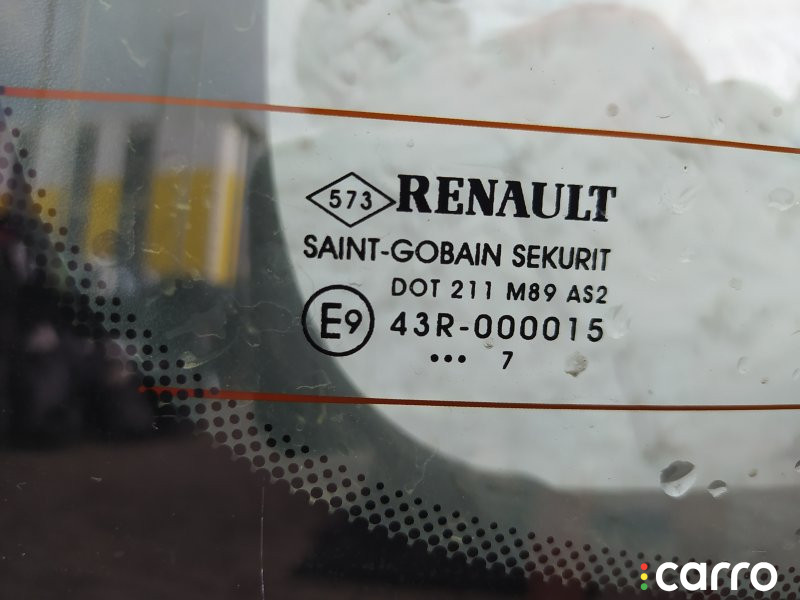 573 RENAULT
SAINT-GOBAIN SEKURIT
DOT 211 M89 AS2
E9 43R-000015
••• 7
carro